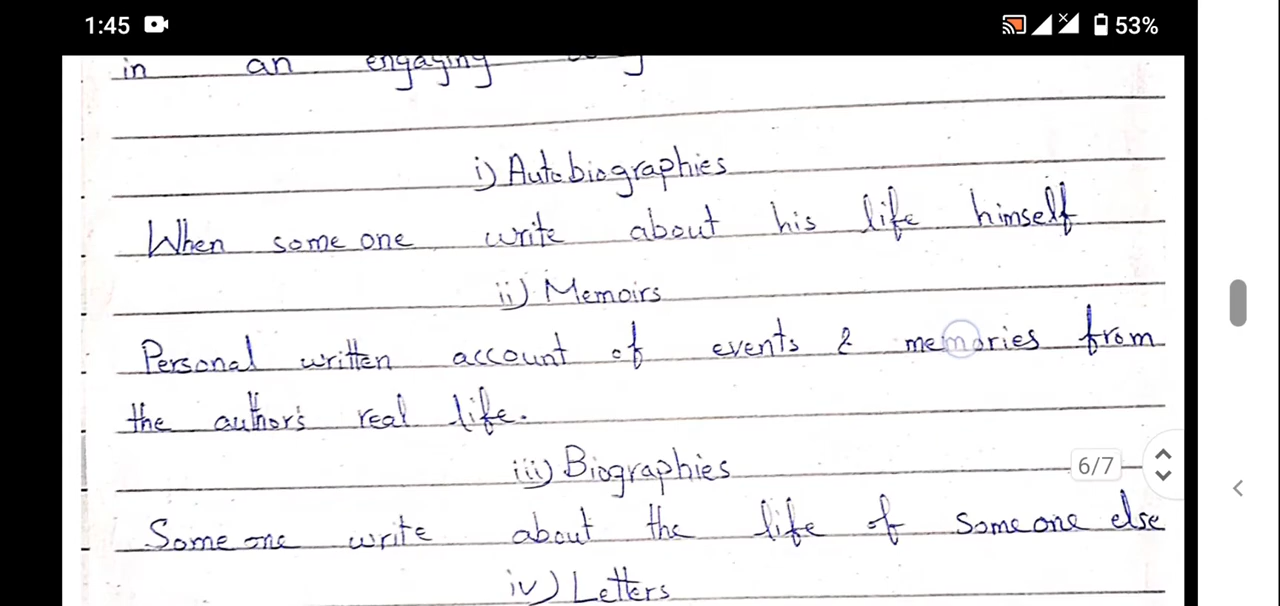 1:45
53%
in an engaging
i) Autobiographies
When some one write about his life himself
ii) Memoirs
Personal written account of events & memories from
the author's real life.
iii) Biographies
6/7
Some one write about the life of some one else
iv) Letters